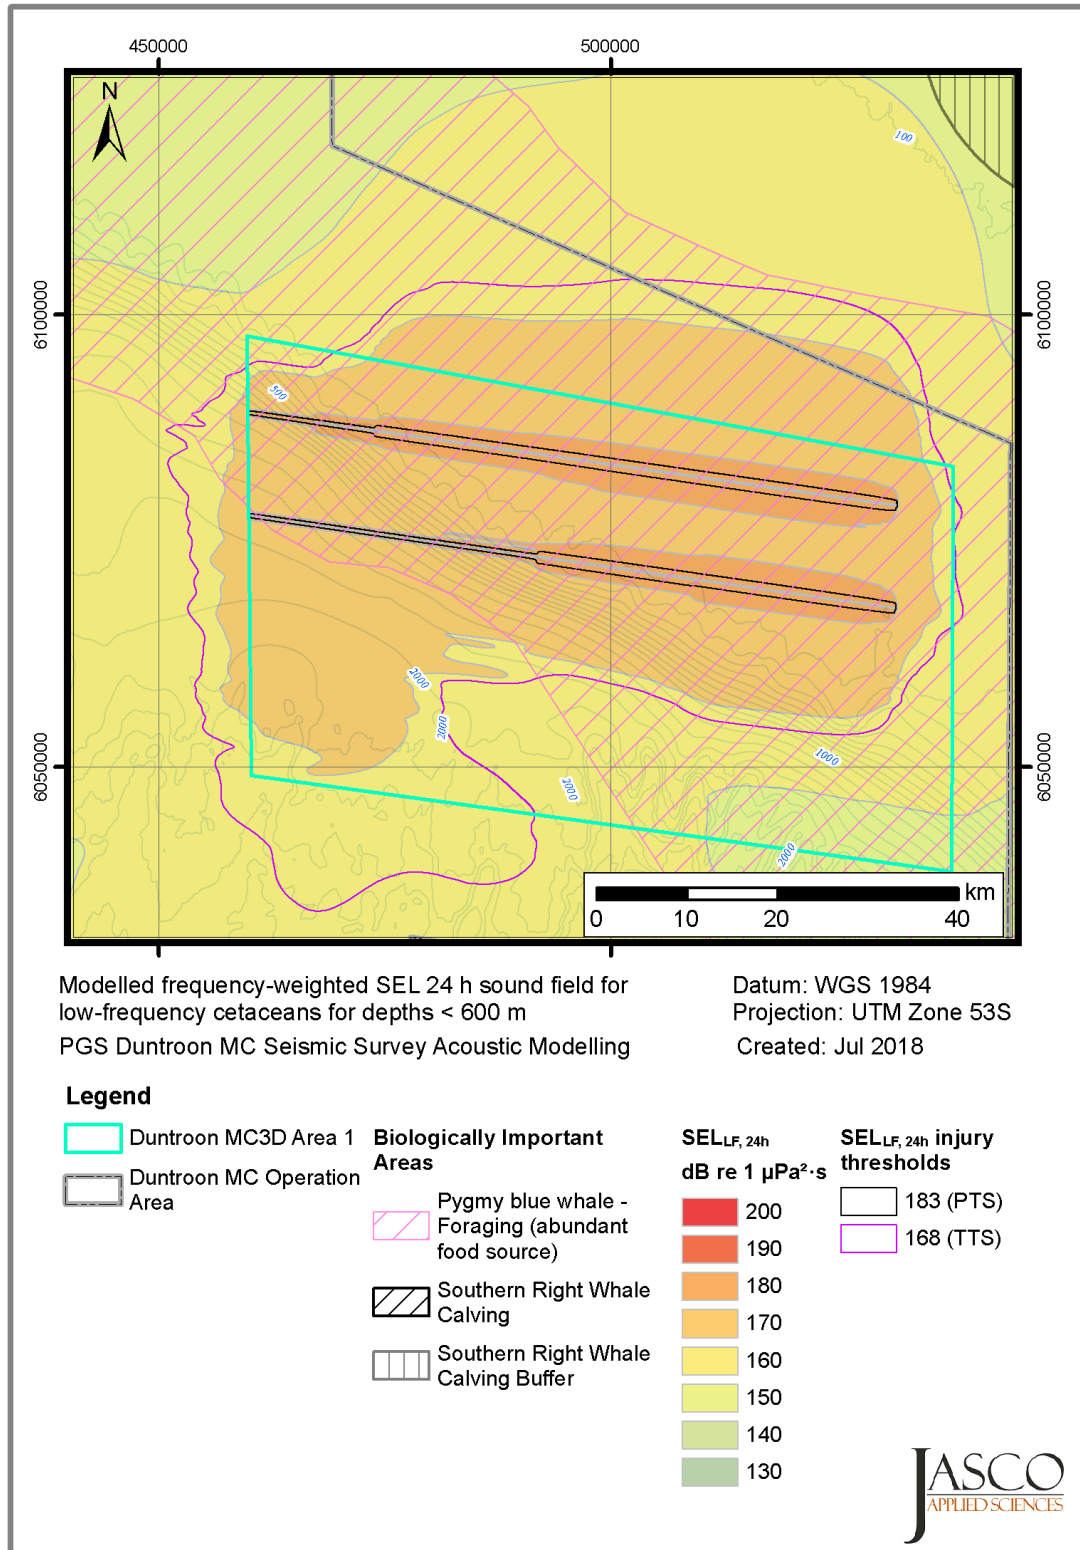 450000
500000
N
100
6100000
6100000
500
2000
2000
1000
2000
2000
6050000
6050000
km
0
10
20
40
Modelled frequency-weighted SEL 24 h sound field for
low-frequency cetaceans for depths < 600 m
PGS Duntroon MC Seismic Survey Acoustic Modelling
Datum: WGS 1984
Projection: UTM Zone 53S
Created: Jul 2018
Legend
Duntroon MC3D Area 1
Duntroon MC Operation
Area
Biologically Important
Areas
Pygmy blue whale -
Foraging (abundant
food source)
Southern Right Whale
Calving
Southern Right Whale
Calving Buffer
SELLF, 24h
dB re 1 µPa²·s
200
190
180
170
160
150
140
130
SELLF, 24h injury
thresholds
183 (PTS)
168 (TTS)
JASCO
APPLIED SCIENCES